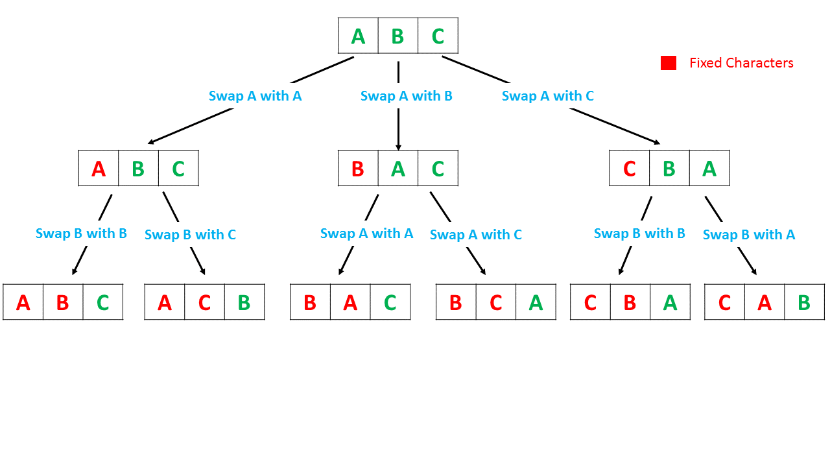 A B C
Fixed Characters
Swap A with A
Swap A with B
Swap A with C
A B C
B A C
C B A
Swap B with B
Swap B with C
Swap A with A
Swap A with C
Swap B with B
Swap B with A
A B C
A C B
B A C
B C A
C B A
C A B